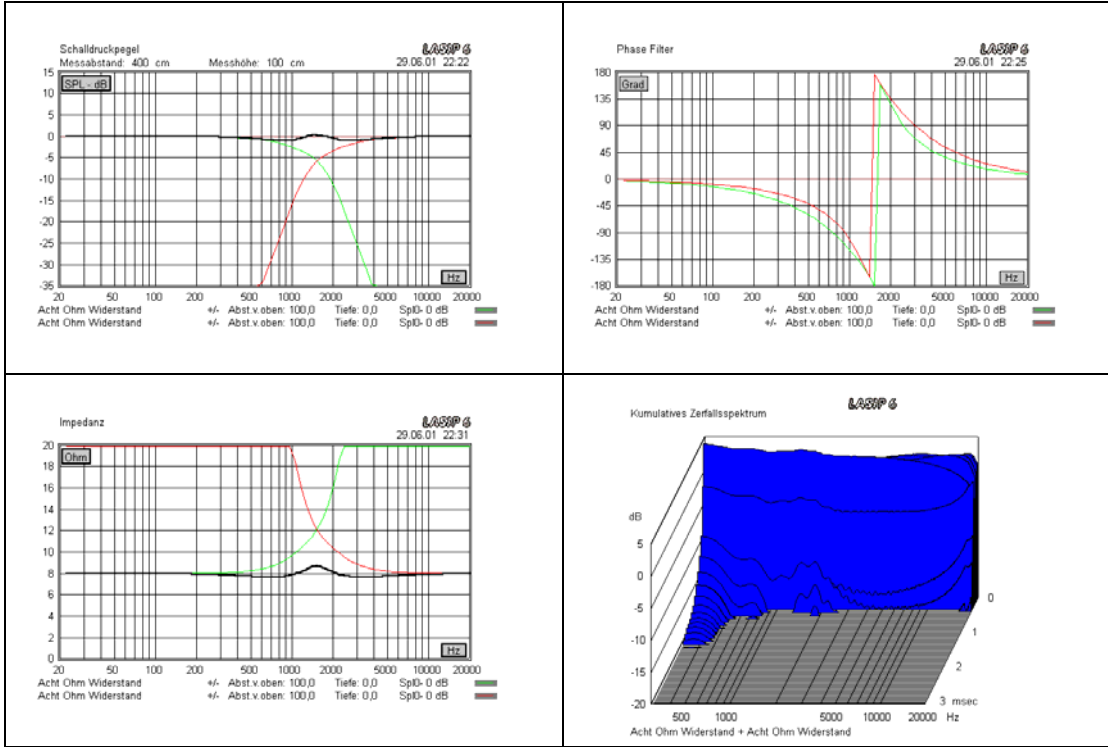 Schalldruckpegel
LASIP 6
Messabstand: 400 cm Messhöhe: 100 cm 29.06.01 22:22
SPL - dB
15
10
5
0
-5
-10
-15
-20
-25
-30
-35
Hz
20 50 100 200 500 1000 2000 5000 10000 20000
Acht Ohm Widerstand +/- Abst.v.oben: 100,0 Tiefe: 0,0 Spl0- 0 dB
Acht Ohm Widerstand +/- Abst.v.oben: 100,0 Tiefe: 0,0 Spl0- 0 dB
Phase Filter
LASIP 6
29.06.01 22:25
Grad
180
135
90
45
0
-45
-90
-135
-180
Hz
20 50 100 200 500 1000 2000 5000 10000 20000
Acht Ohm Widerstand +/- Abst.v.oben: 100,0 Tiefe: 0,0 Spl0- 0 dB
Acht Ohm Widerstand +/- Abst.v.oben: 100,0 Tiefe: 0,0 Spl0- 0 dB
Impedanz
LASIP 6
29.06.01 22:31
Ohm
20
18
16
14
12
10
8
6
4
2
0
Hz
20 50 100 200 500 1000 2000 5000 10000 20000
Acht Ohm Widerstand +/- Abst.v.oben: 100,0 Tiefe: 0,0 Spl0- 0 dB
Acht Ohm Widerstand +/- Abst.v.oben: 100,0 Tiefe: 0,0 Spl0- 0 dB
LASIP 6
Kumulatives Zerfallsspektrum
dB
5
0
-5
-10
-15
-20
0
1
2
3 msec
500 1000 5000 10000 20000 Hz
Acht Ohm Widerstand + Acht Ohm Widerstand